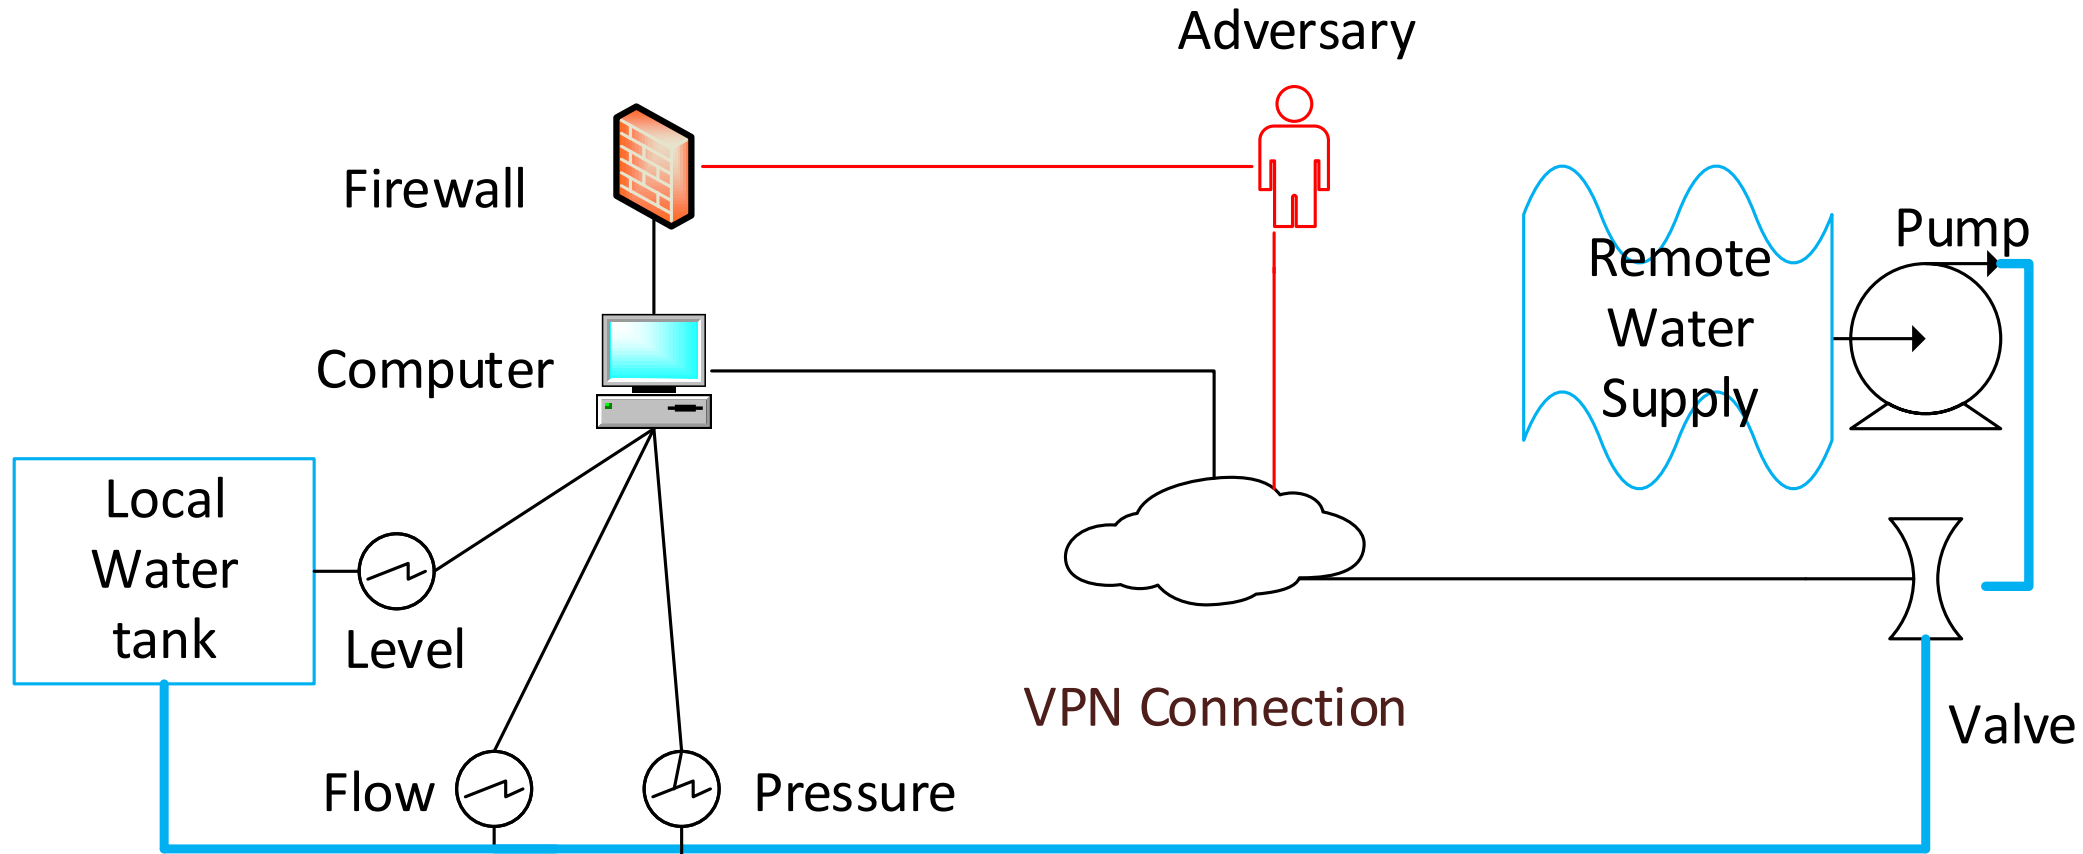 Adversary
Firewall
Pump
Remote
Water
Supply
Computer
Local
Water
tank
Level
VPN Connection
Valve
Flow
Pressure